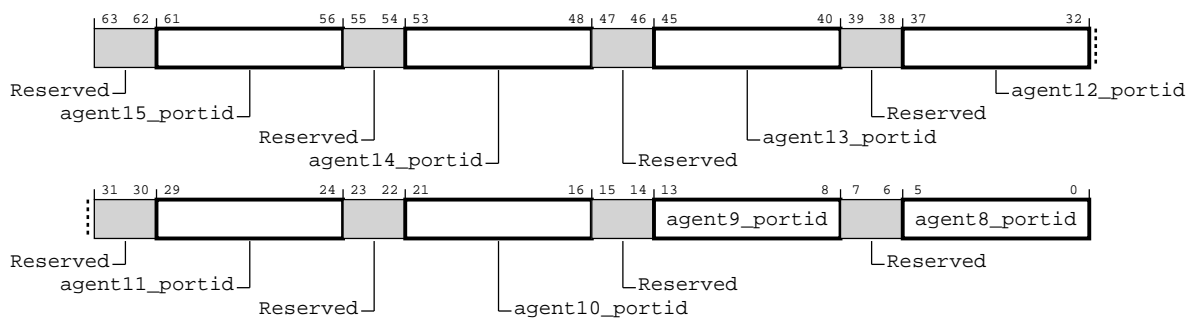 63 62 61 56 55 54 53 48 47 46 45 40 39 38 37 32
Reserved agent12_portid
agent15_portid
Reserved Reserved
agent13_portid
agent14_portid Reserved
31 30 29 24 23 22 21 16 15 14 13 8 7 6 5 0
agent9_portid agent8_portid
Reserved Reserved
agent11_portid
Reserved Reserved
agent10_portid